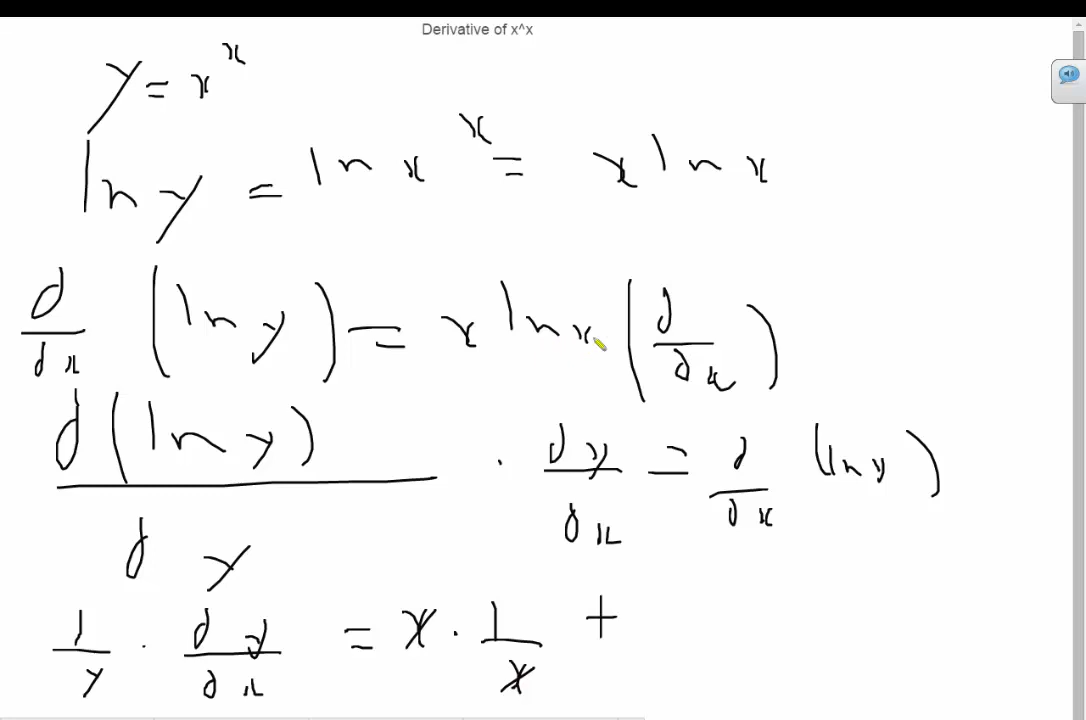 Derivative of x^x
y = x^x
ln y = ln x^x = x ln x
d/dx (ln y) = x ln x (d/dx)
d(ln y)/dy · dy/dx = d/dx (ln y)
1/y · dy/dx = x · 1/x +